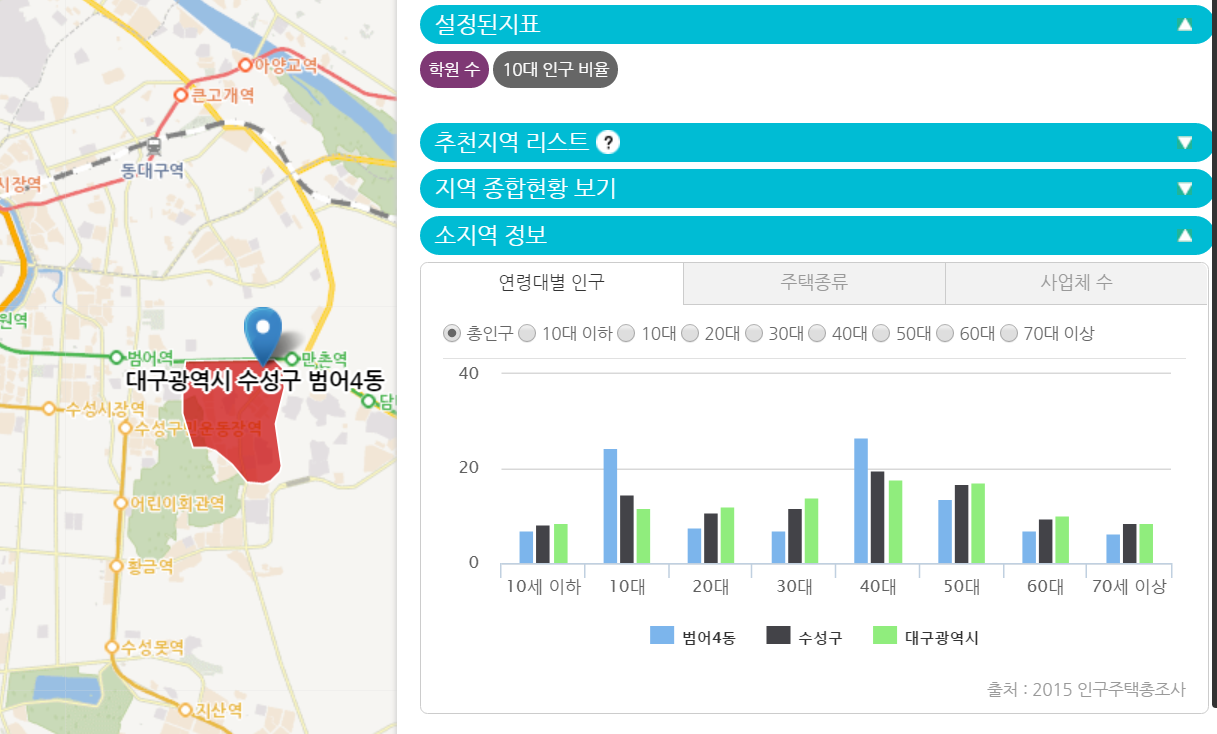 아양교역
큰고개역
동대구역
시장역
원역
범어역
만촌역
대구광역시 수성구 범어4동
담
수성시장역
수성구민운동장역
어린이회관역
황금역
수성못역
지산역
설정된지표
학원 수
10대 인구 비율
추천지역 리스트 ?
지역 종합현황 보기
소지역 정보
연령대별 인구 주택종류 사업체 수
총인구 10대 이하 10대 20대 30대 40대 50대 60대 70대 이상
40
20
0
10세 이하 10대 20대 30대 40대 50대 60대 70세 이상
범어4동 수성구 대구광역시
출처 : 2015 인구주택총조사